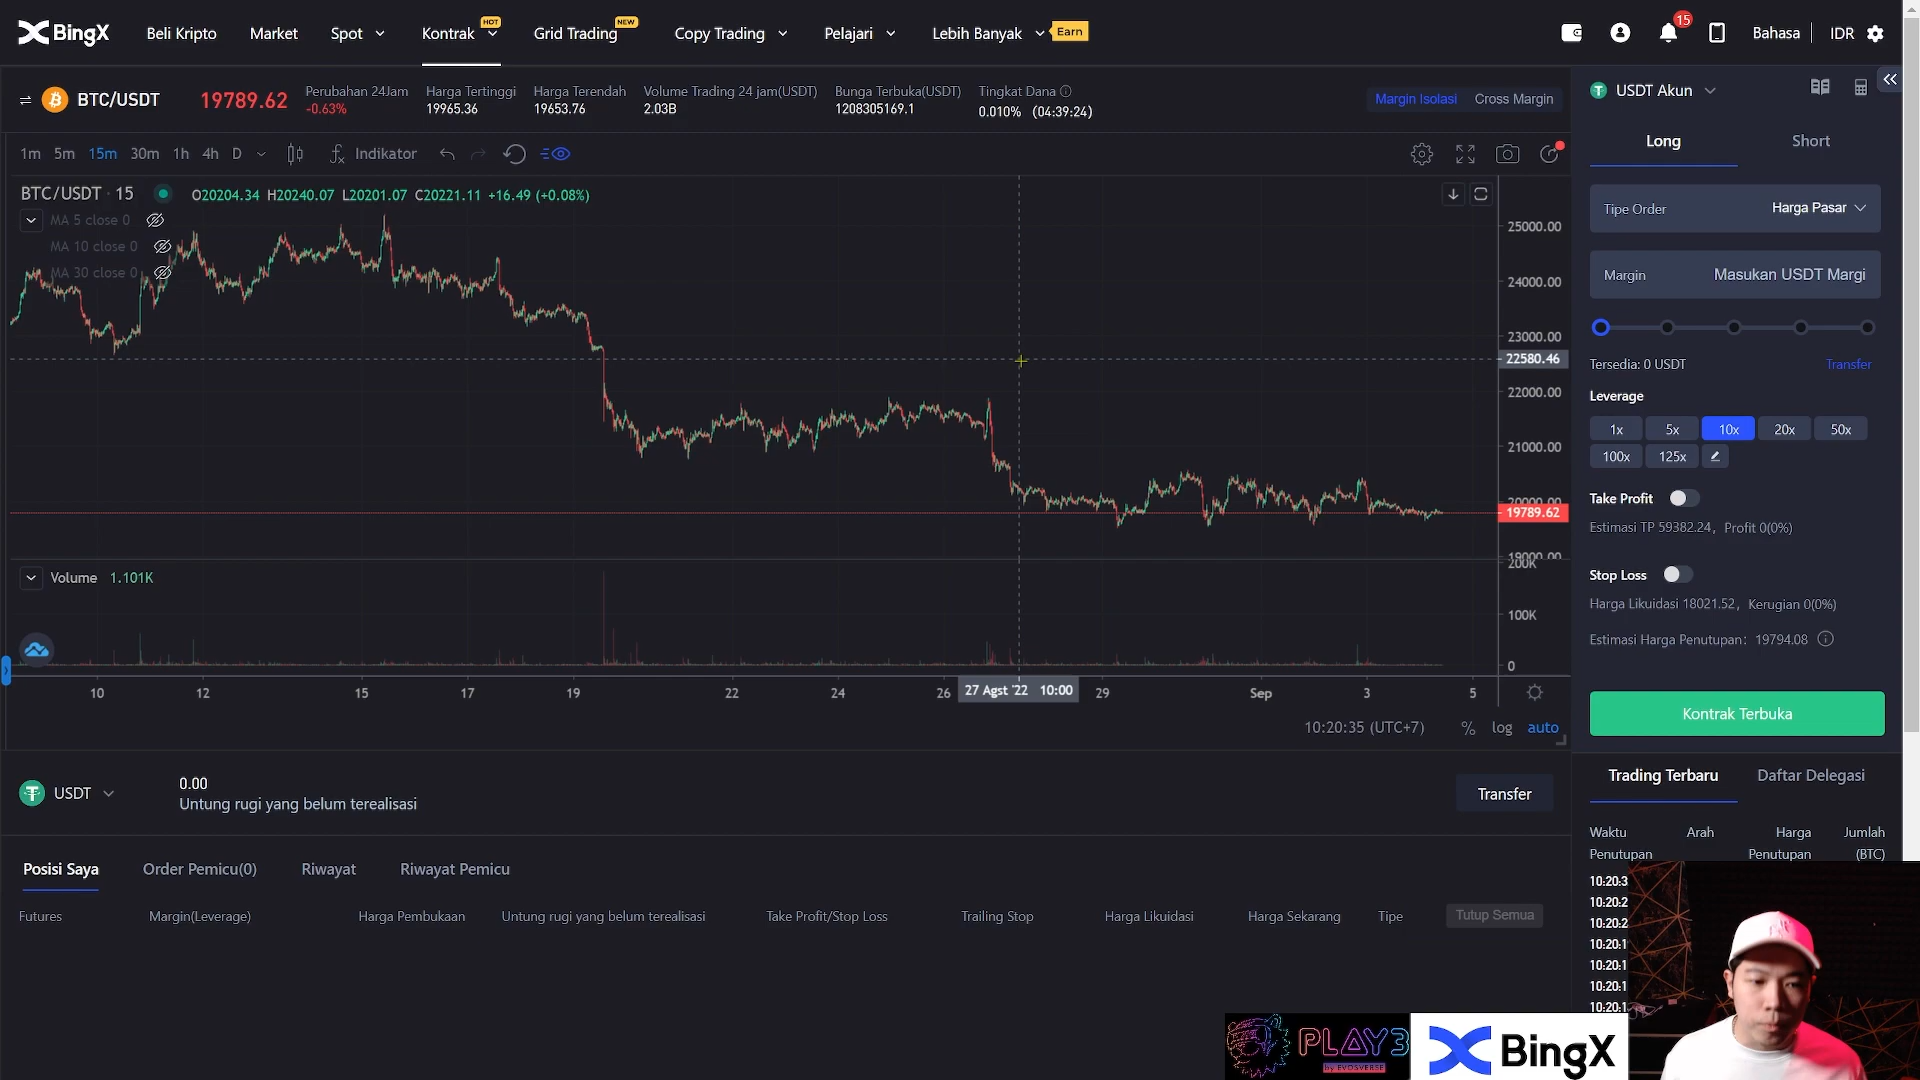 BingX
Beli Kripto
Market
Spot
Kontrak
HOT
Grid Trading
NEW
Copy Trading
Pelajari
Lebih Banyak
Earn
15
Bahasa
IDR
BTC/USDT
19789.62
Perubahan 24Jam
-0.63%
Harga Tertinggi
19965.36
Harga Terendah
19653.76
Volume Trading 24 jam(USDT)
2.03B
Bunga Terbuka(USDT)
1208305169.1
Tingkat Dana
0.010% (04:39:24)
Margin Isolasi
Cross Margin
USDT Akun
1m 5m 15m 30m 1h 4h D
Indikator
BTC/USDT · 15
O20204.34 H20240.07 L20201.07 C20221.11 +16.49 (+0.08%)
MA 5 close 0
MA 10 close 0
MA 30 close 0
25000.00
24000.00
23000.00
22580.46
22000.00
21000.00
20000.00
19789.62
19000.00
Volume 1.101K
200K
100K
0
10 12 15 17 19 22 24 26
27 Agst '22 10:00
29 Sep 3 5
10:20:35 (UTC+7)
% log auto
Long
Short
Tipe Order
Harga Pasar
Margin
Masukan USDT Margi
Tersedia: 0 USDT
Transfer
Leverage
1x 5x 10x 20x 50x
100x 125x
Take Profit
Estimasi TP 59382.24, Profit 0(0%)
Stop Loss
Harga Likuidasi 18021.52, Kerugian 0(0%)
Estimasi Harga Penutupan: 19794.08
Kontrak Terbuka
Trading Terbaru
Daftar Delegasi
Waktu Penutupan
Arah
Harga Penutupan
Jumlah (BTC)
10:20:3
10:20:2
10:20:2
10:20:1
10:20:1
10:20:1
10:20:1
USDT
0.00
Untung rugi yang belum terealisasi
Transfer
Posisi Saya
Order Pemicu(0)
Riwayat
Riwayat Pemicu
Futures
Margin(Leverage)
Harga Pembukaan
Untung rugi yang belum terealisasi
Take Profit/Stop Loss
Trailing Stop
Harga Likuidasi
Harga Sekarang
Tipe
Tutup Semua
PLAY3
by EVOSVERSE
BingX